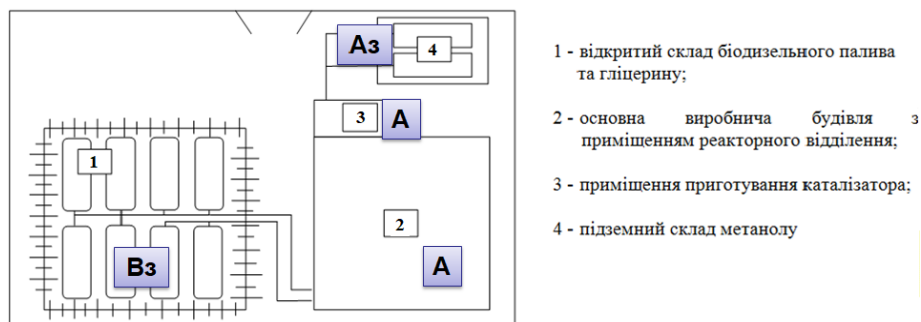 Аз
4
3
А
1
2
Вз
А
1 - відкритий склад біодизельного палива
та гліцерину;
2 - основна виробнича будівля з
приміщенням реакторного відділення;
3 - приміщення приготування каталізатора;
4 - підземний склад метанолу